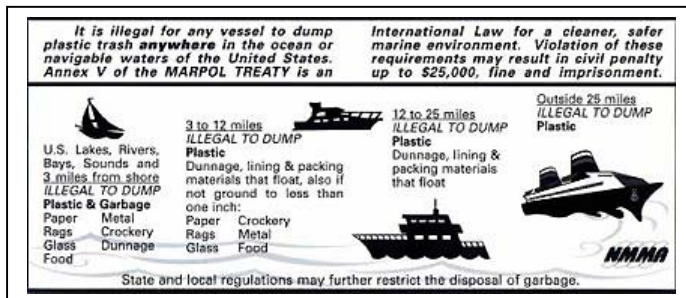 It is illegal for any vessel to dump
plastic trash anywhere in the ocean or
navigable waters of the United States.
Annex V of the MARPOL TREATY is an
International Law for a cleaner, safer
marine environment. Violation of these
requirements may result in civil penalty
up to $25,000, fine and imprisonment.
U.S. Lakes, Rivers,
Bays, Sounds and
3 miles from shore
ILLEGAL TO DUMP
Plastic & Garbage
Paper Metal
Rags Crockery
Glass Dunnage
Food
3 to 12 miles
ILLEGAL TO DUMP
Plastic
Dunnage, lining & packing
materials that float, also if
not ground to less than
one inch:
Paper Crockery
Rags Metal
Glass Food
12 to 25 miles
ILLEGAL TO DUMP
Plastic
Dunnage, lining &
packing materials
that float
Outside 25 miles
ILLEGAL TO DUMP
Plastic
NMMA
State and local regulations may further restrict the disposal of garbage.